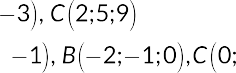 −3), C(2;5;9)
−1), B(−2;−1;0),C(0;